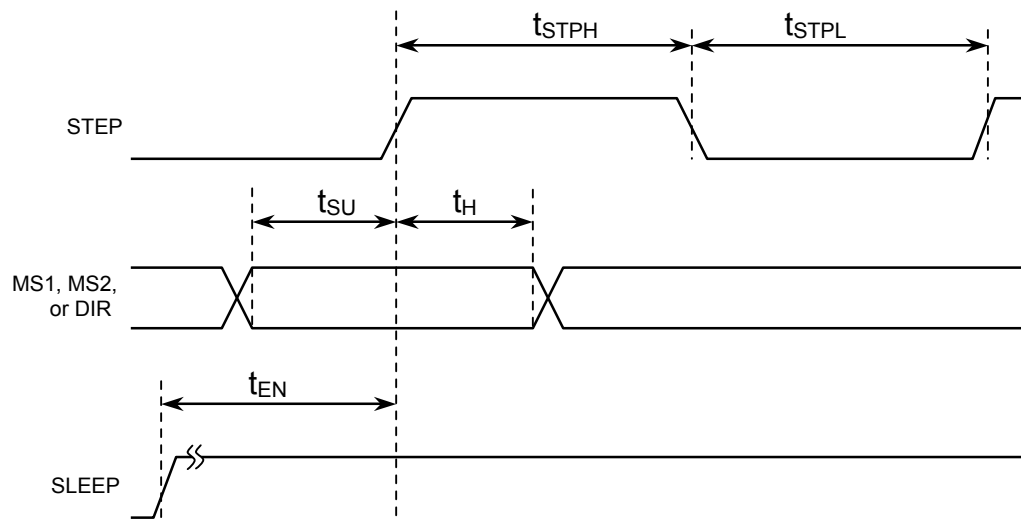 tSTPH
tSTPL
STEP
tSU
tH
MS1, MS2,
or DIR
tEN
SLEEP